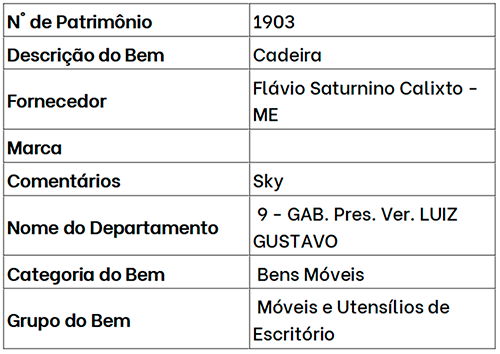 N° de Patrimônio 1903
Descrição do Bem Cadeira
Fornecedor Flávio Saturnino Calixto -
ME
Marca
Comentários Sky
Nome do Departamento 9 - GAB. Pres. Ver. LUIZ
GUSTAVO
Categoria do Bem Bens Móveis
Grupo do Bem Móveis e Utensílios de
Escritório